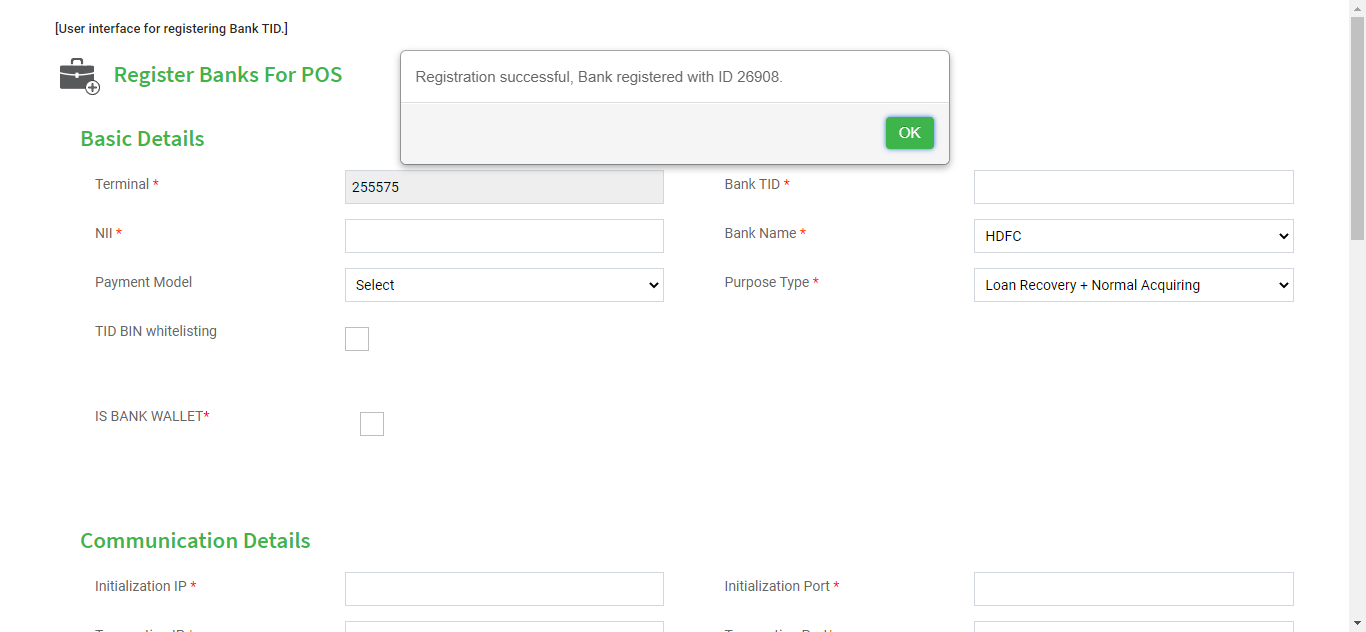 [User interface for registering Bank TID.]
Register Banks For POS
Registration successful, Bank registered with ID 26908.
OK
Basic Details
Terminal * 255575 Bank TID *
NII * Bank Name * HDFC
Payment Model Select Purpose Type * Loan Recovery + Normal Acquiring
TID BIN whitelisting
IS BANK WALLET*
Communication Details
Initialization IP * Initialization Port *